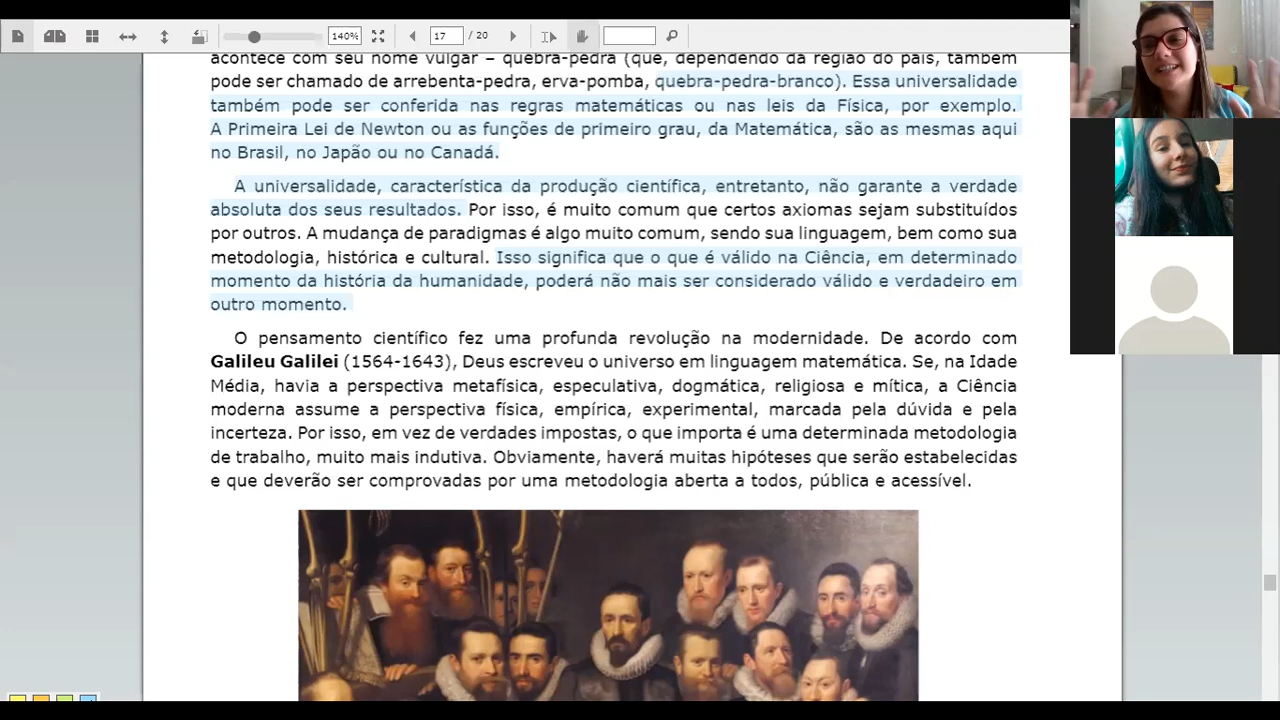 140%
17
/ 20
acontece com seu nome vulgar – quebra-pedra (que, dependendo da região do país, também
pode ser chamado de arrebenta-pedra, erva-pomba, quebra-pedra-branco). Essa universalidade
também pode ser conferida nas regras matemáticas ou nas leis da Física, por exemplo.
A Primeira Lei de Newton ou as funções de primeiro grau, da Matemática, são as mesmas aqui
no Brasil, no Japão ou no Canadá.
A universalidade, característica da produção científica, entretanto, não garante a verdade
absoluta dos seus resultados. Por isso, é muito comum que certos axiomas sejam substituídos
por outros. A mudança de paradigmas é algo muito comum, sendo sua linguagem, bem como sua
metodologia, histórica e cultural. Isso significa que o que é válido na Ciência, em determinado
momento da história da humanidade, poderá não mais ser considerado válido e verdadeiro em
outro momento.
O pensamento científico fez uma profunda revolução na modernidade. De acordo com
Galileu Galilei (1564-1643), Deus escreveu o universo em linguagem matemática. Se, na Idade
Média, havia a perspectiva metafísica, especulativa, dogmática, religiosa e mítica, a Ciência
moderna assume a perspectiva física, empírica, experimental, marcada pela dúvida e pela
incerteza. Por isso, em vez de verdades impostas, o que importa é uma determinada metodologia
de trabalho, muito mais indutiva. Obviamente, haverá muitas hipóteses que serão estabelecidas
e que deverão ser comprovadas por uma metodologia aberta a todos, pública e acessível.